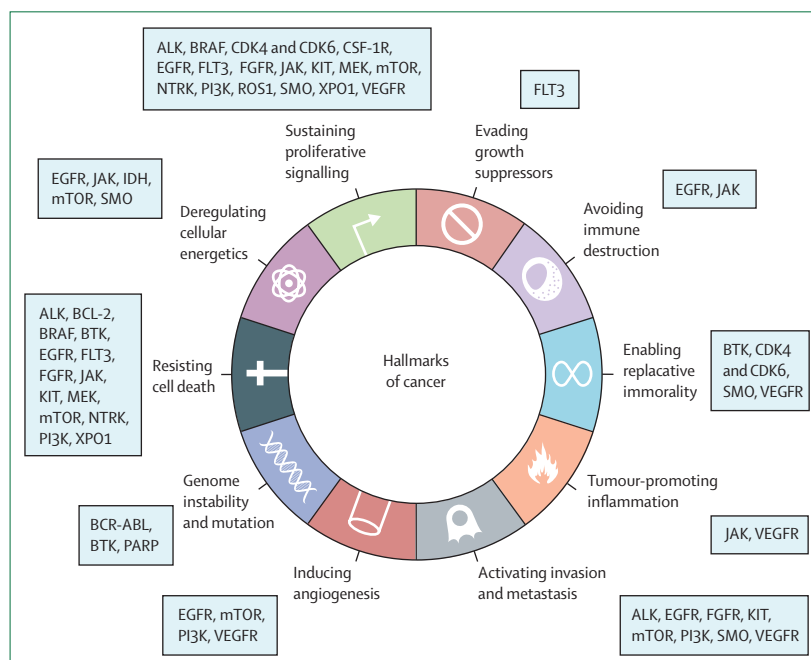 ALK, BRAF, CDK4 and CDK6, CSF-1R,
EGFR, FLT3, FGFR, JAK, KIT, MEK, mTOR,
NTRK, PI3K, ROS1, SMO, XPO1, VEGFR
Sustaining
proliferative
signalling
FLT3
Evading
growth
suppressors
EGFR, JAK
Avoiding
immune
destruction
BTK, CDK4
and CDK6,
SMO, VEGFR
Enabling
replacative
immorality
Tumour-promoting
inflammation
JAK, VEGFR
Activating invasion
and metastasis
ALK, EGFR, FGFR, KIT,
mTOR, PI3K, SMO, VEGFR
Inducing
angiogenesis
EGFR, mTOR,
PI3K, VEGFR
Genome
instability
and mutation
BCR-ABL,
BTK, PARP
Resisting
cell death
ALK, BCL-2,
BRAF, BTK,
EGFR, FLT3,
FGFR, JAK,
KIT, MEK,
mTOR, NTRK,
PI3K, XPO1
Deregulating
cellular
energetics
EGFR, JAK, IDH,
mTOR, SMO
Hallmarks
of cancer